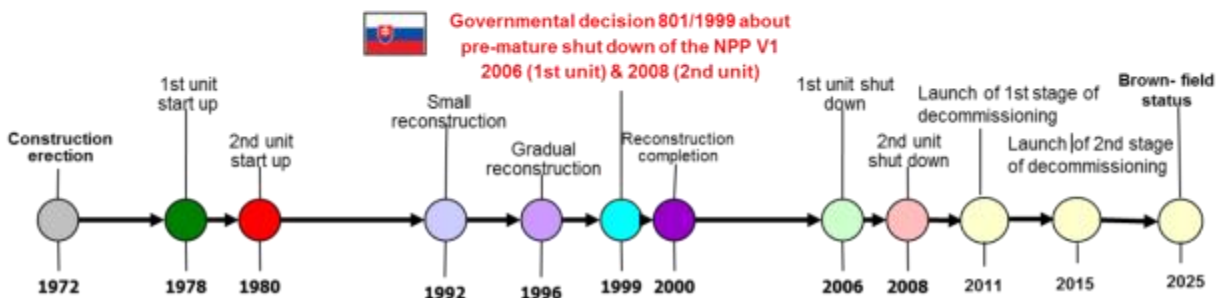 Governmental decision 801/1999 about
pre-mature shut down of the NPP V1
2006 (1st unit) & 2008 (2nd unit)
Construction
erection
1st unit
start up
2nd unit
start up
Small
reconstruction
Gradual
reconstruction
Reconstruction
completion
1st unit shut
down
2nd unit
shut down
Launch of 1st stage of
decommissioning
Launch of 2nd stage
of decommissioning
Brown- field
status
1972
1978
1980
1992
1996
1999
2000
2006
2008
2011
2015
2025